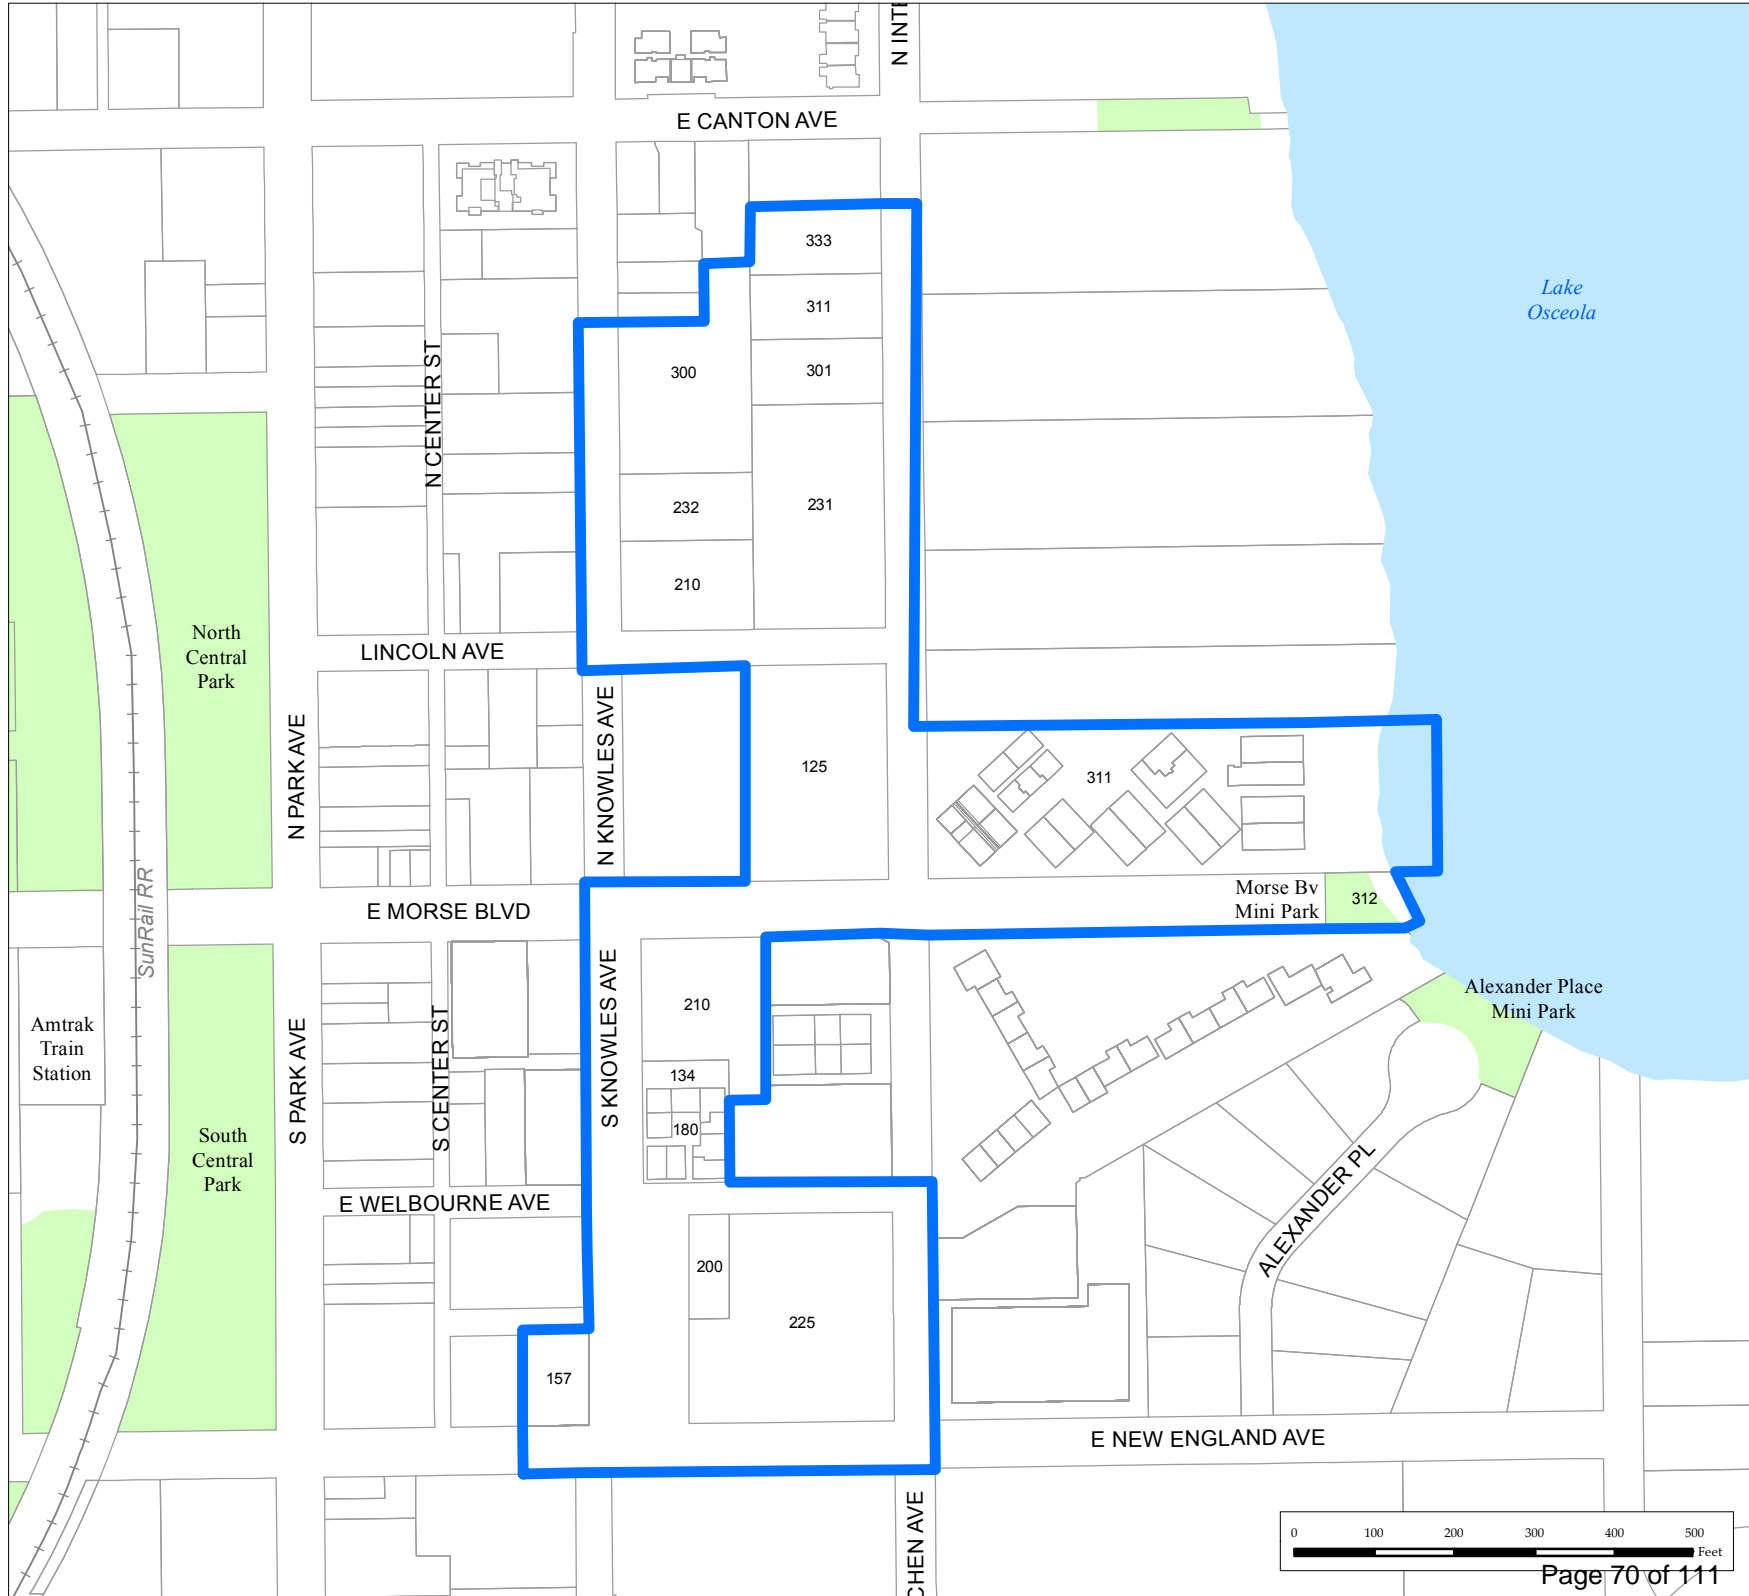 N INTE
E CANTON AVE
333
Lake
Osceola
311
301
300
N CENTER ST
232
231
210
North
Central
Park
LINCOLN AVE
N PARK AVE
N KNOWLES AVE
125
311
SunRail RR
E MORSE BLVD
Morse Bv
Mini Park
312
Amtrak
Train
Station
S PARK AVE
S CENTER ST
S KNOWLES AVE
210
Alexander Place
Mini Park
134
180
South
Central
Park
E WELBOURNE AVE
ALEXANDER PL
200
225
157
E NEW ENGLAND AVE
CHEN AVE
0 100 200 300 400 500
Feet
Page 70 of 111